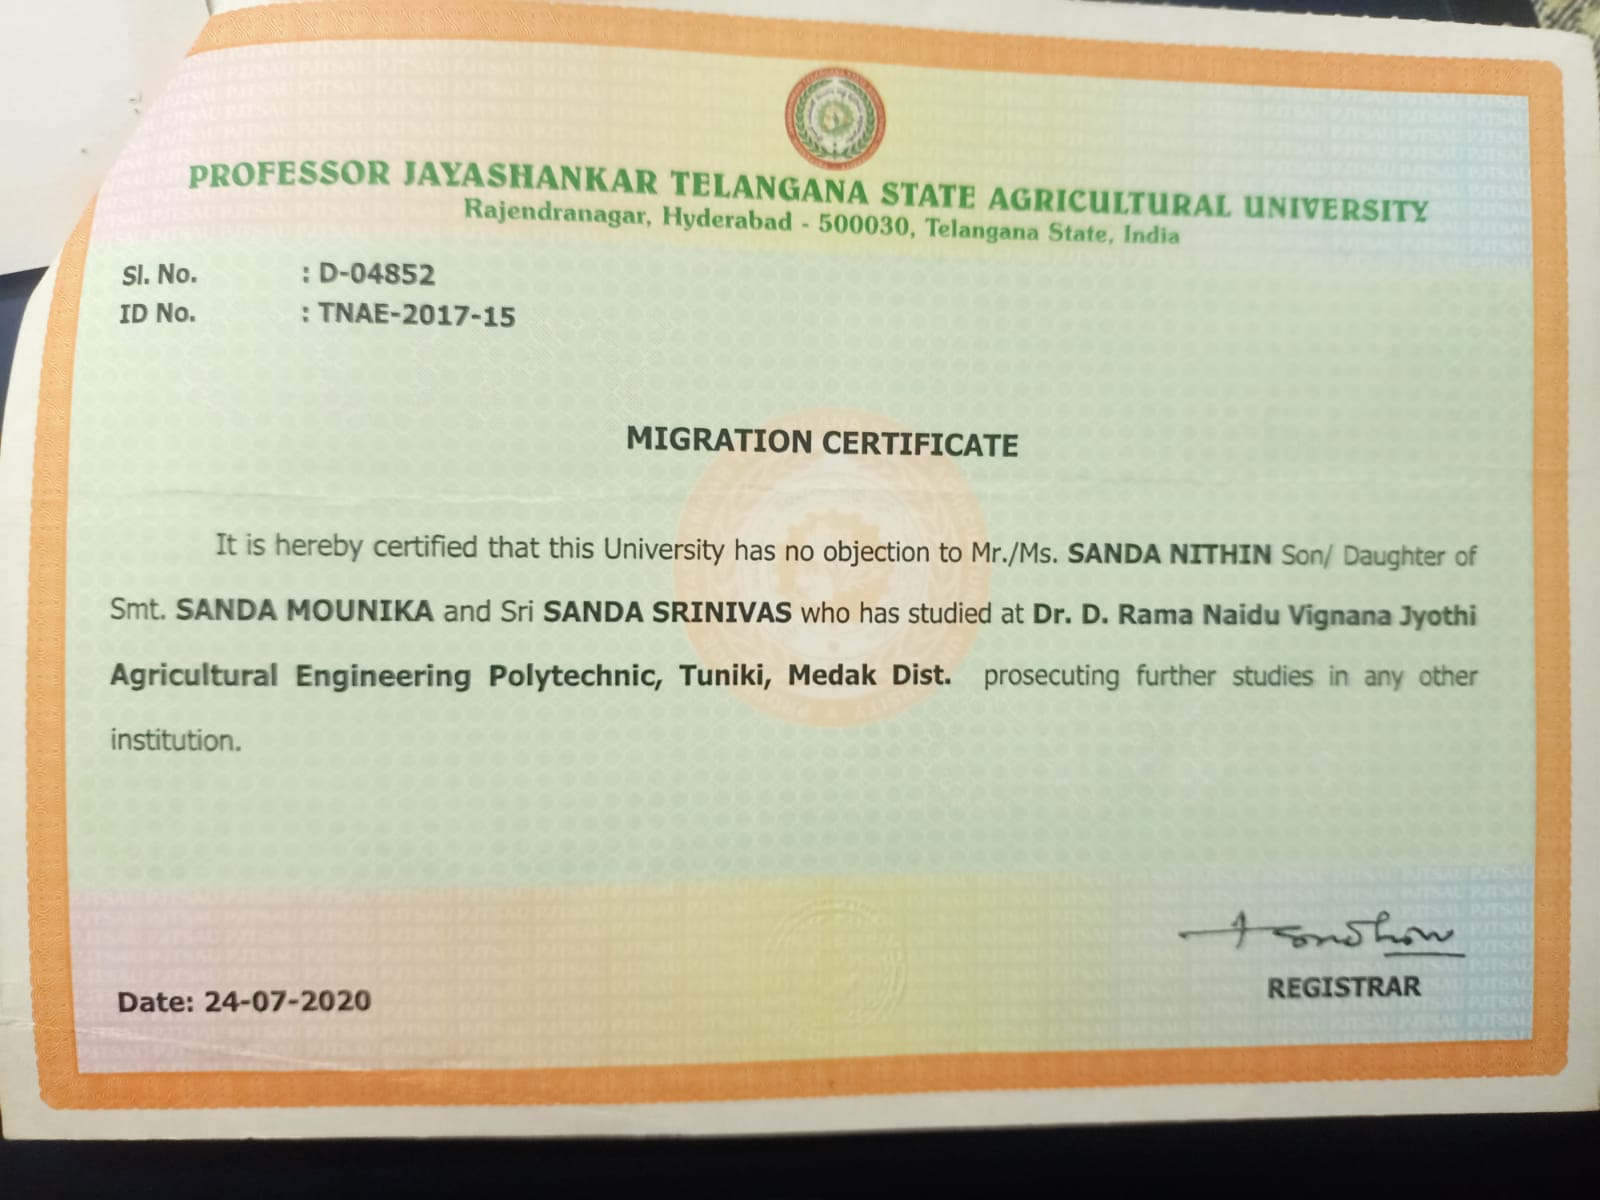 PROFESSOR JAYASHANKAR TELANGANA STATE AGRICULTURAL UNIVERSITY
Rajendranagar, Hyderabad - 500030, Telangana State, India
Sl. No. : D-04852
ID No. : TNAE-2017-15
MIGRATION CERTIFICATE
It is hereby certified that this University has no objection to Mr./Ms. SANDA NITHIN Son/ Daughter of
Smt. SANDA MOUNIKA and Sri SANDA SRINIVAS who has studied at Dr. D. Rama Naidu Vignana Jyothi
Agricultural Engineering Polytechnic, Tuniki, Medak Dist. prosecuting further studies in any other
institution.
Date: 24-07-2020
REGISTRAR